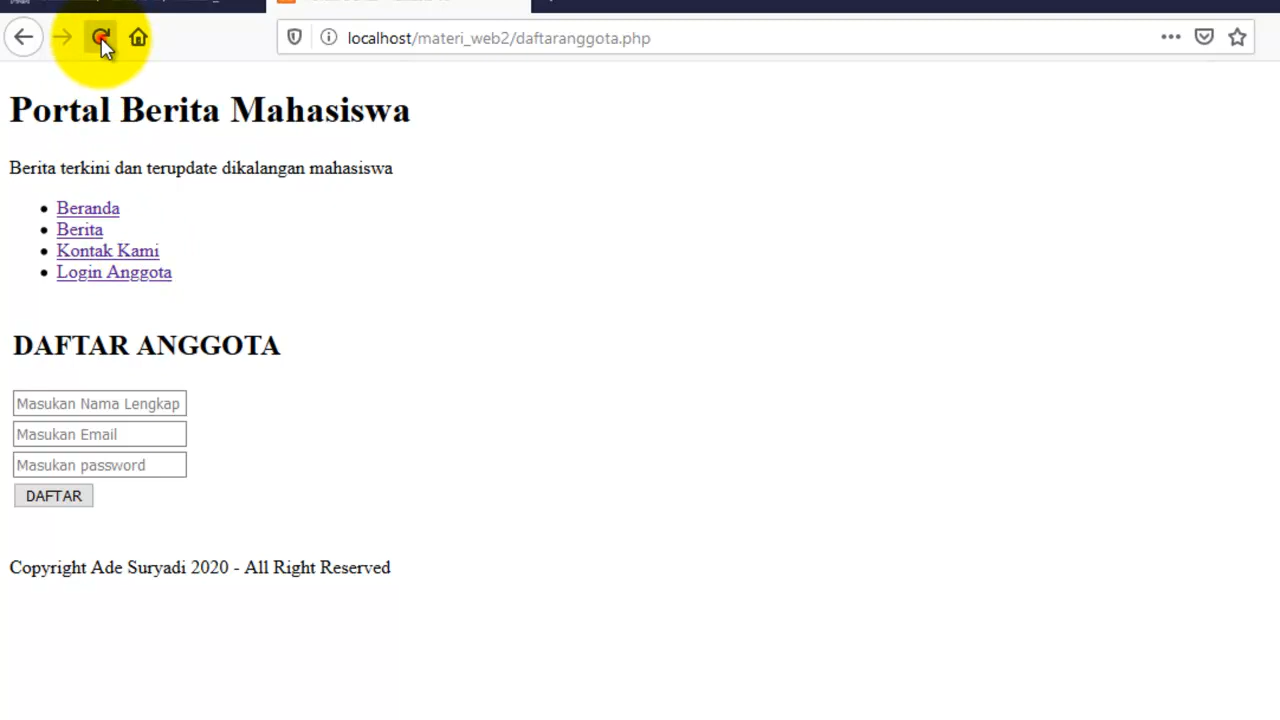 localhost/materi_web2/daftaranggota.php
Portal Berita Mahasiswa
Berita terkini dan terupdate dikalangan mahasiswa
Beranda
Berita
Kontak Kami
Login Anggota
DAFTAR ANGGOTA
Masukan Nama Lengkap
Masukan Email
Masukan password
DAFTAR
Copyright Ade Suryadi 2020 - All Right Reserved